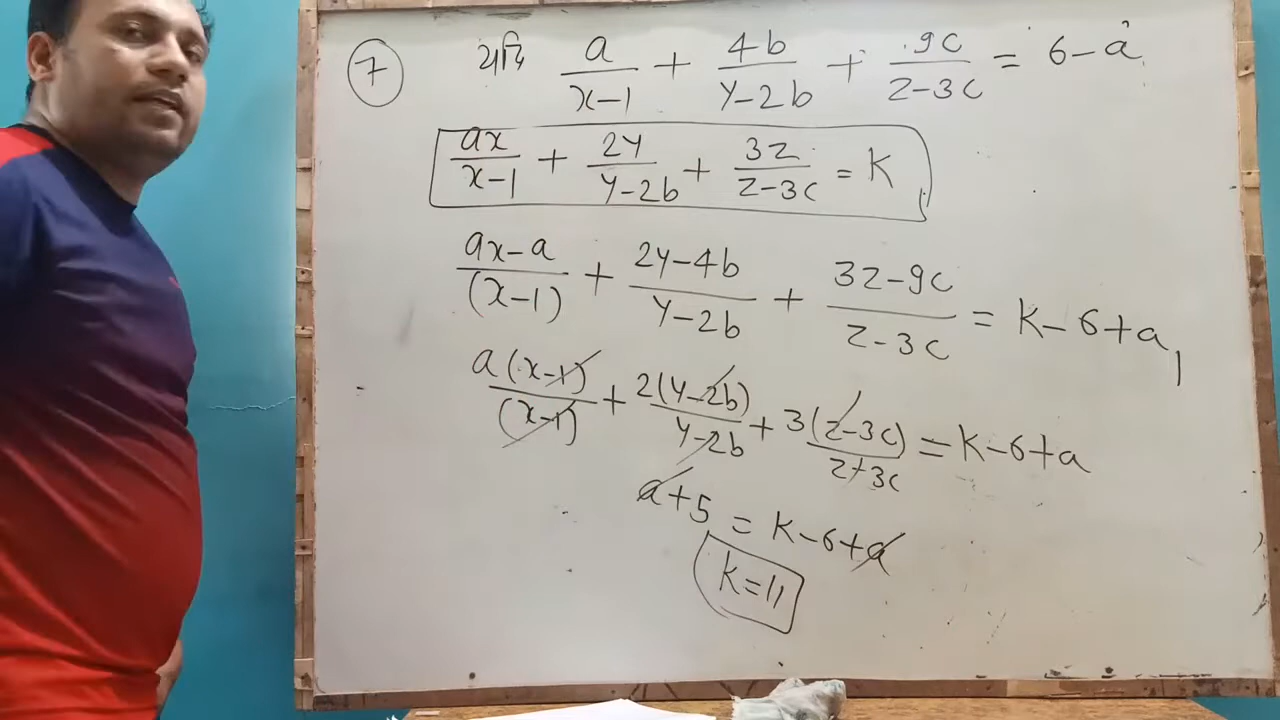 7 यदि a/(x-1) + 4b/(y-2b) + 9c/(z-3c) = 6-a
ax/(x-1) + 2y/(y-2b) + 3z/(z-3c) = K
(ax-a)/(x-1) + (2y-4b)/(y-2b) + (3z-9c)/(z-3c) = K-6+a,
a(x-1)/(x-1) + 2(y-2b)/(y-2b) + 3(z-3c)/(z-3c) = K-6+a
a+5 = K-6+a
K=11